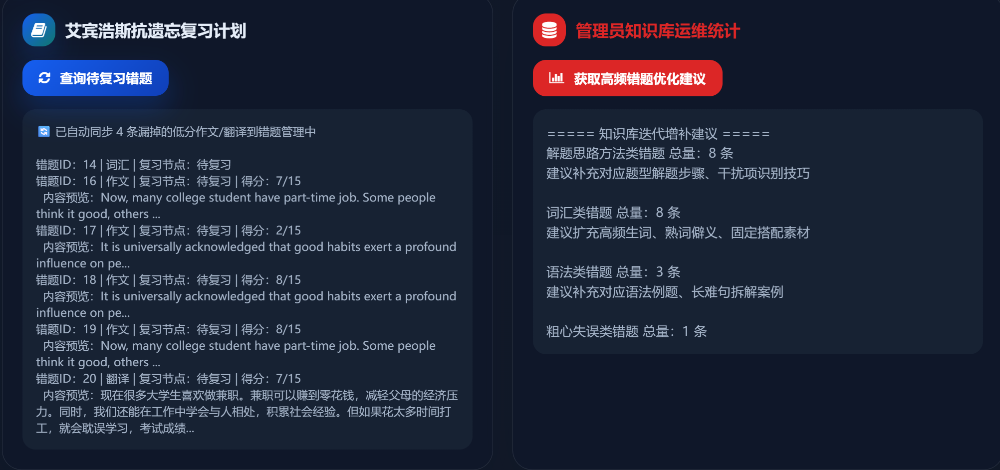 艾宾浩斯抗遗忘复习计划
查询待复习错题
已自动同步 4 条漏掉的低分作文/翻译到错题管理中
错题ID：14 | 词汇 | 复习节点：待复习
错题ID：16 | 作文 | 复习节点：待复习 | 得分：7/15
内容预览：Now, many college student have part-time job. Some people
think it good, others ...
错题ID：17 | 作文 | 复习节点：待复习 | 得分：2/15
内容预览：It is universally acknowledged that good habits exert a profound
influence on pe...
错题ID：18 | 作文 | 复习节点：待复习 | 得分：8/15
内容预览：It is universally acknowledged that good habits exert a profound
influence on pe...
错题ID：19 | 作文 | 复习节点：待复习 | 得分：8/15
内容预览：Now, many college student have part-time job. Some people
think it good, others ...
错题ID：20 | 翻译 | 复习节点：待复习 | 得分：7/15
内容预览：现在很多大学生喜欢做兼职。兼职可以赚到零花钱，减轻父母的经济压
力。同时，我们还能在工作中学会与人相处，积累社会经验。但如果花太多时间打
工，就会耽误学习，考试成绩...
管理员知识库运维统计
获取高频错题优化建议
===== 知识库迭代增补建议 =====
解题思路方法类错题 总量：8 条
建议补充对应题型解题步骤、干扰项识别技巧
词汇类错题 总量：8 条
建议扩充高频生词、熟词僻义、固定搭配素材
语法类错题 总量：3 条
建议补充对应语法例题、长难句拆解案例
粗心失误类错题 总量：1 条